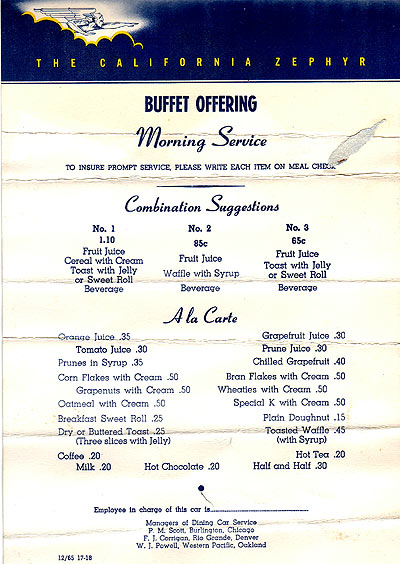 THE CALIFORNIA ZEPHYR
BUFFET OFFERING
Morning Service
TO INSURE PROMPT SERVICE, PLEASE WRITE EACH ITEM ON MEAL CHECK
Combination Suggestions
No. 1
1.10
Fruit Juice
Cereal with Cream
Toast with Jelly
or Sweet Roll
Beverage
No. 2
85c
Fruit Juice
Waffle with Syrup
Beverage
No. 3
65c
Fruit Juice
Toast with Jelly
or Sweet Roll
Beverage
A la Carte
Orange Juice .35 Grapefruit Juice .30
Tomato Juice .30 Prune Juice .30
Prunes in Syrup .35 Chilled Grapefruit .40
Corn Flakes with Cream .50 Bran Flakes with Cream .50
Grapenuts with Cream .50 Wheaties with Cream .50
Oatmeal with Cream .50 Special K with Cream .50
Breakfast Sweet Roll .25 Plain Doughnut .15
Dry or Buttered Toast .25 Toasted Waffle .45
(Three slices with Jelly) (with Syrup)
Coffee .20 Hot Tea .20
Milk .20 Hot Chocolate .20 Half and Half .30
Employee in charge of this car is
Managers of Dining Car Service
P. M. Scott, Burlington, Chicago
F. J. Corrigan, Rio Grande, Denver
W. J. Powell, Western Pacific, Oakland
12/65 17-18